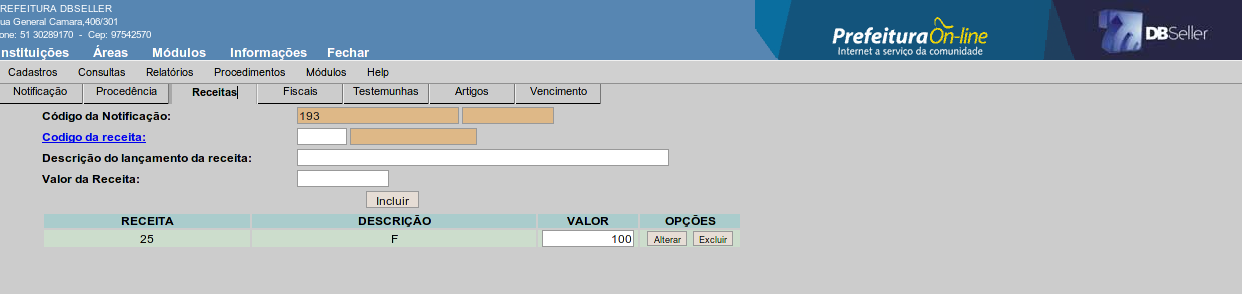 REFEITURA DBSELLER
ua General Camara,406/301
one: 51 30289170 - Cep: 97542570
nstituições Áreas Módulos Informações Fechar
PrefeituraOn-line
Internet a serviço da comunidade
DBSeller
Cadastros Consultas Relatórios Procedimentos Módulos Help
Notificação Procedência Receitas Fiscais Testemunhas Artigos Vencimento
Código da Notificação: 193
Codigo da receita:
Descrição do lançamento da receita:
Valor da Receita:
Incluir
RECEITA DESCRIÇÃO VALOR OPÇÕES
25 F 100 Alterar Excluir